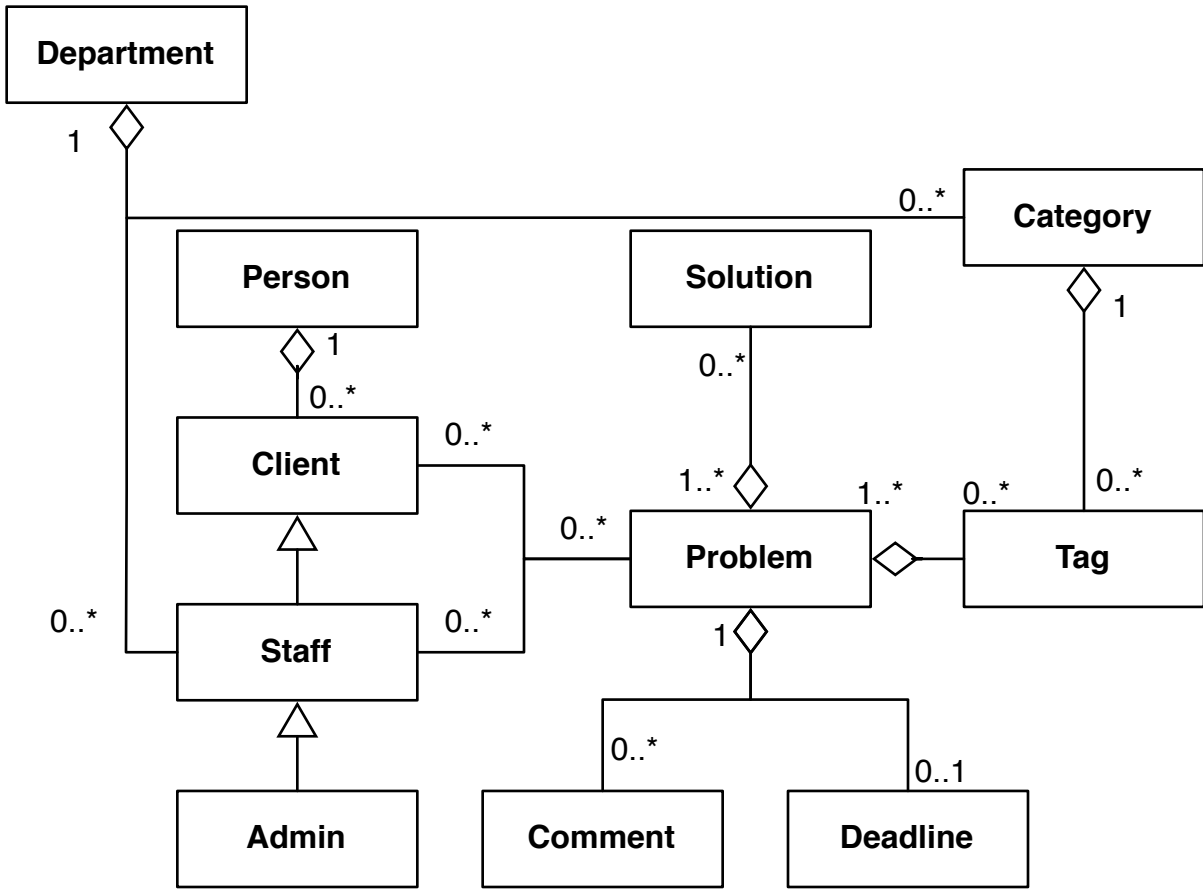 Department
1
0..*
Category
Person
Solution
1
1
0..*
0..*
0..*
Client
1..*
1..*
0..*
0..*
0..*
Problem
Tag
0..*
0..*
Staff
1
0..*
0..1
Admin
Comment
Deadline